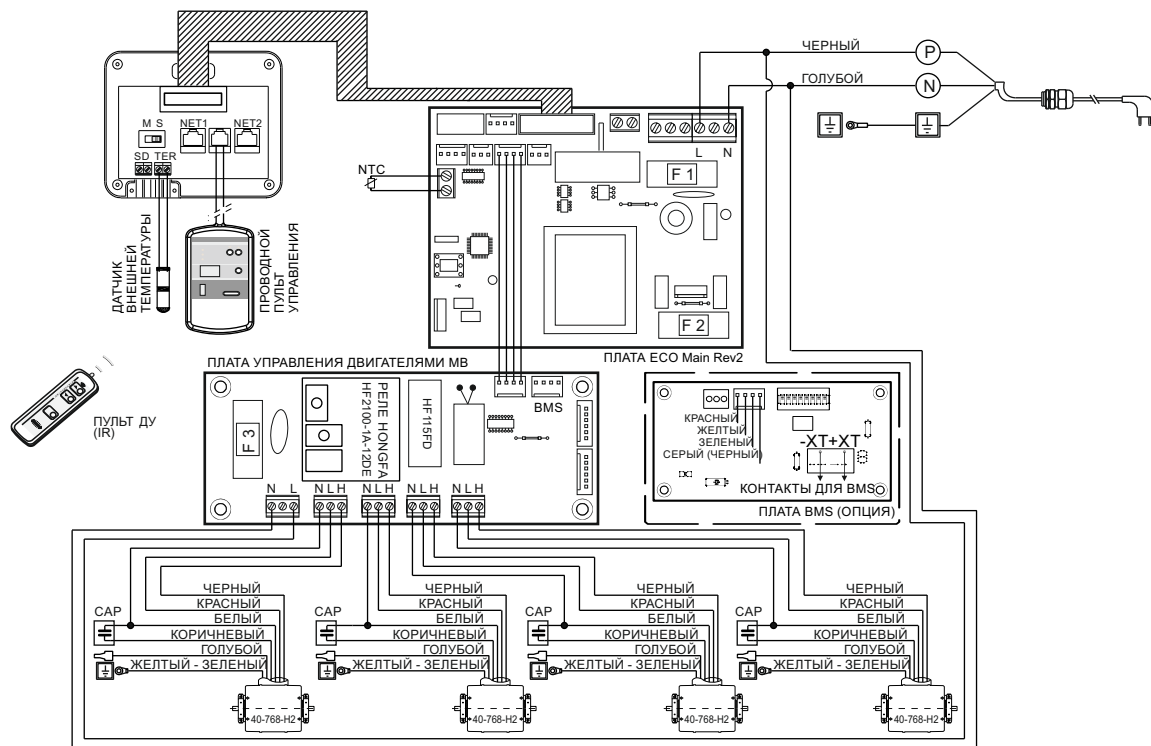 ЧЕРНЫЙ
P
ГОЛУБОЙ
N
M S
NET1
NET2
SD TER
NTC
L
N
F 1
F 2
ДАТЧИК
ВНЕШНЕЙ
ТЕМПЕРАТУРЫ
ПРОВОДНОЙ
ПУЛЬТ
УПРАВЛЕНИЯ
ПЛАТА ECO Main Rev2
ПЛАТА УПРАВЛЕНИЯ ДВИГАТЕЛЯМИ MB
ПУЛЬТ ДУ
(IR)
F 3
РЕЛЕ HONGFA
HF2100-1A-12DE
HF115FD
BMS
N L
N L H
N L H
N L H
N L H
КРАСНЫЙ
ЖЕЛТЫЙ
ЗЕЛЕНЫЙ
СЕРЫЙ (ЧЕРНЫЙ)
-XT+XT
КОНТАКТЫ ДЛЯ BMS
ПЛАТА BMS (ОПЦИЯ)
CAP
ЧЕРНЫЙ
КРАСНЫЙ
БЕЛЫЙ
КОРИЧНЕВЫЙ
ГОЛУБОЙ
ЖЕЛТЫЙ - ЗЕЛЕНЫЙ
40-768-H2
CAP
ЧЕРНЫЙ
КРАСНЫЙ
БЕЛЫЙ
КОРИЧНЕВЫЙ
ГОЛУБОЙ
ЖЕЛТЫЙ - ЗЕЛЕНЫЙ
40-768-H2
CAP
ЧЕРНЫЙ
КРАСНЫЙ
БЕЛЫЙ
КОРИЧНЕВЫЙ
ГОЛУБОЙ
ЖЕЛТЫЙ - ЗЕЛЕНЫЙ
40-768-H2
CAP
ЧЕРНЫЙ
КРАСНЫЙ
БЕЛЫЙ
КОРИЧНЕВЫЙ
ГОЛУБОЙ
ЖЕЛТЫЙ - ЗЕЛЕНЫЙ
40-768-H2